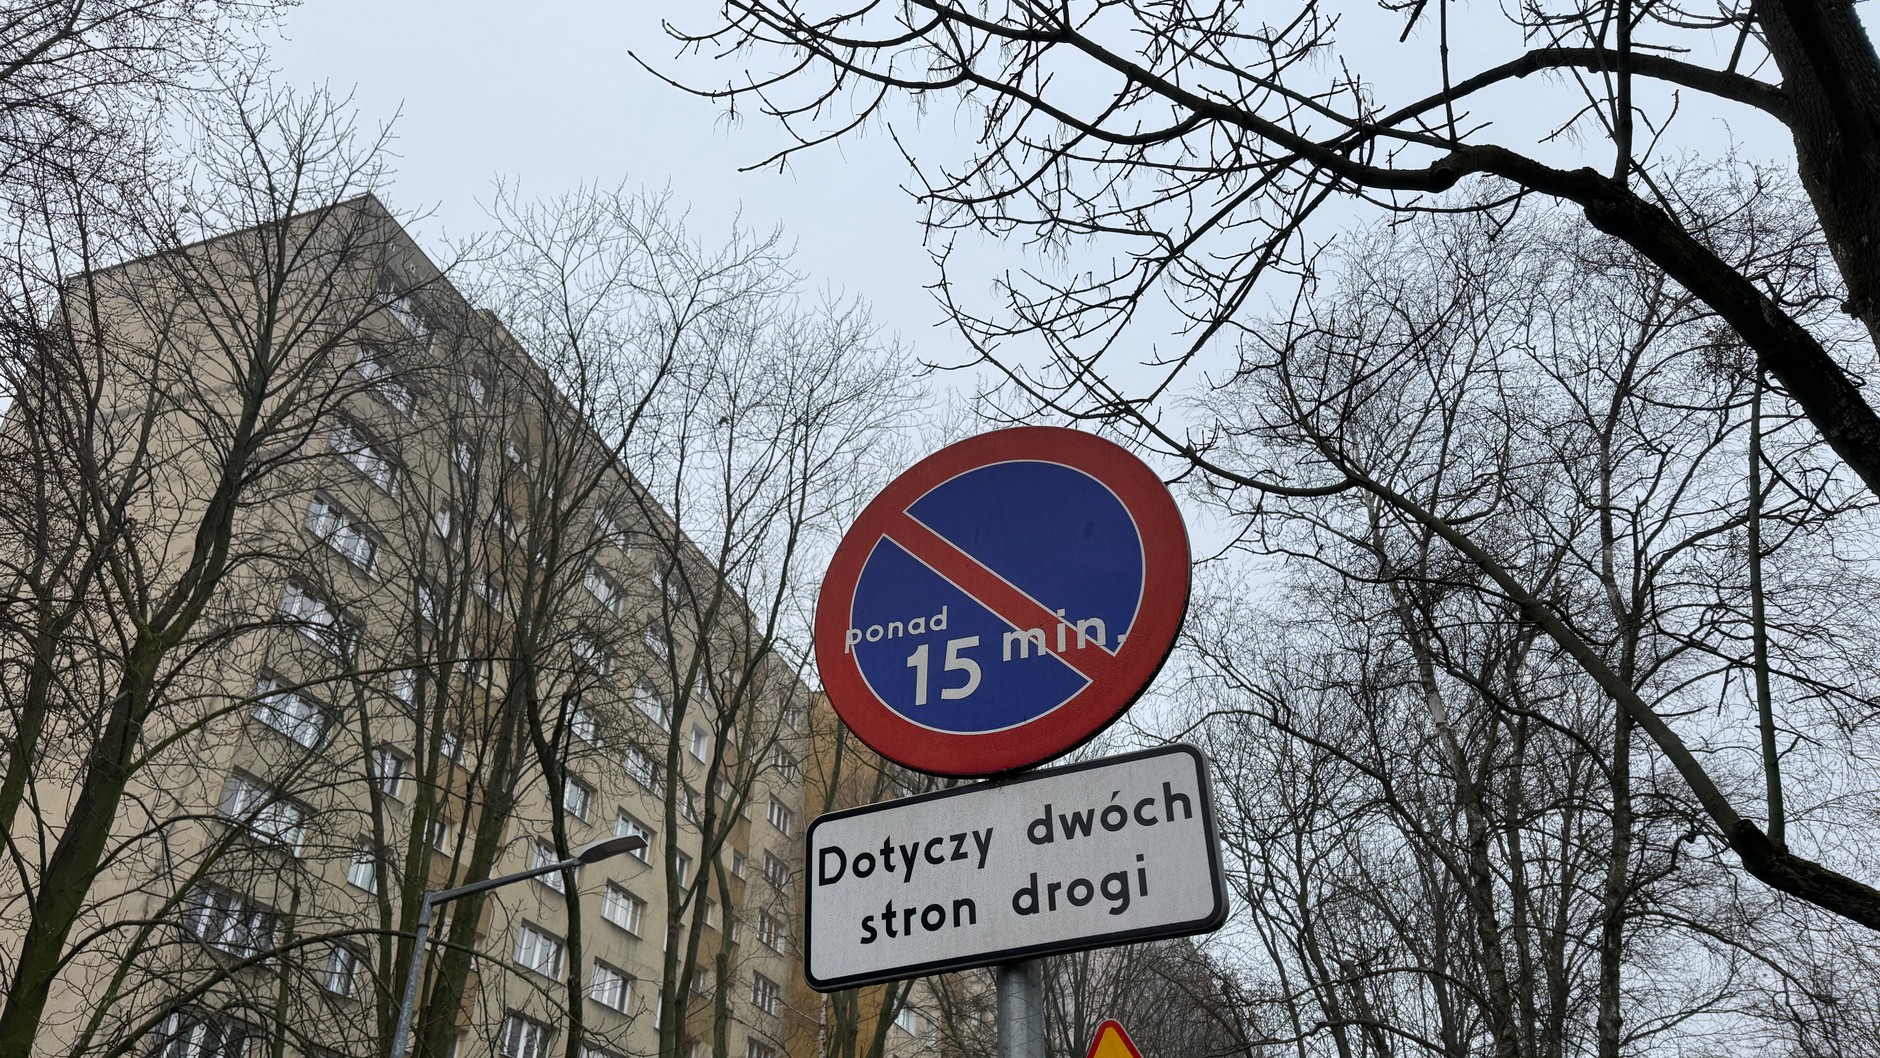 ponad
15 min.
Dotyczy dwóch
stron drogi